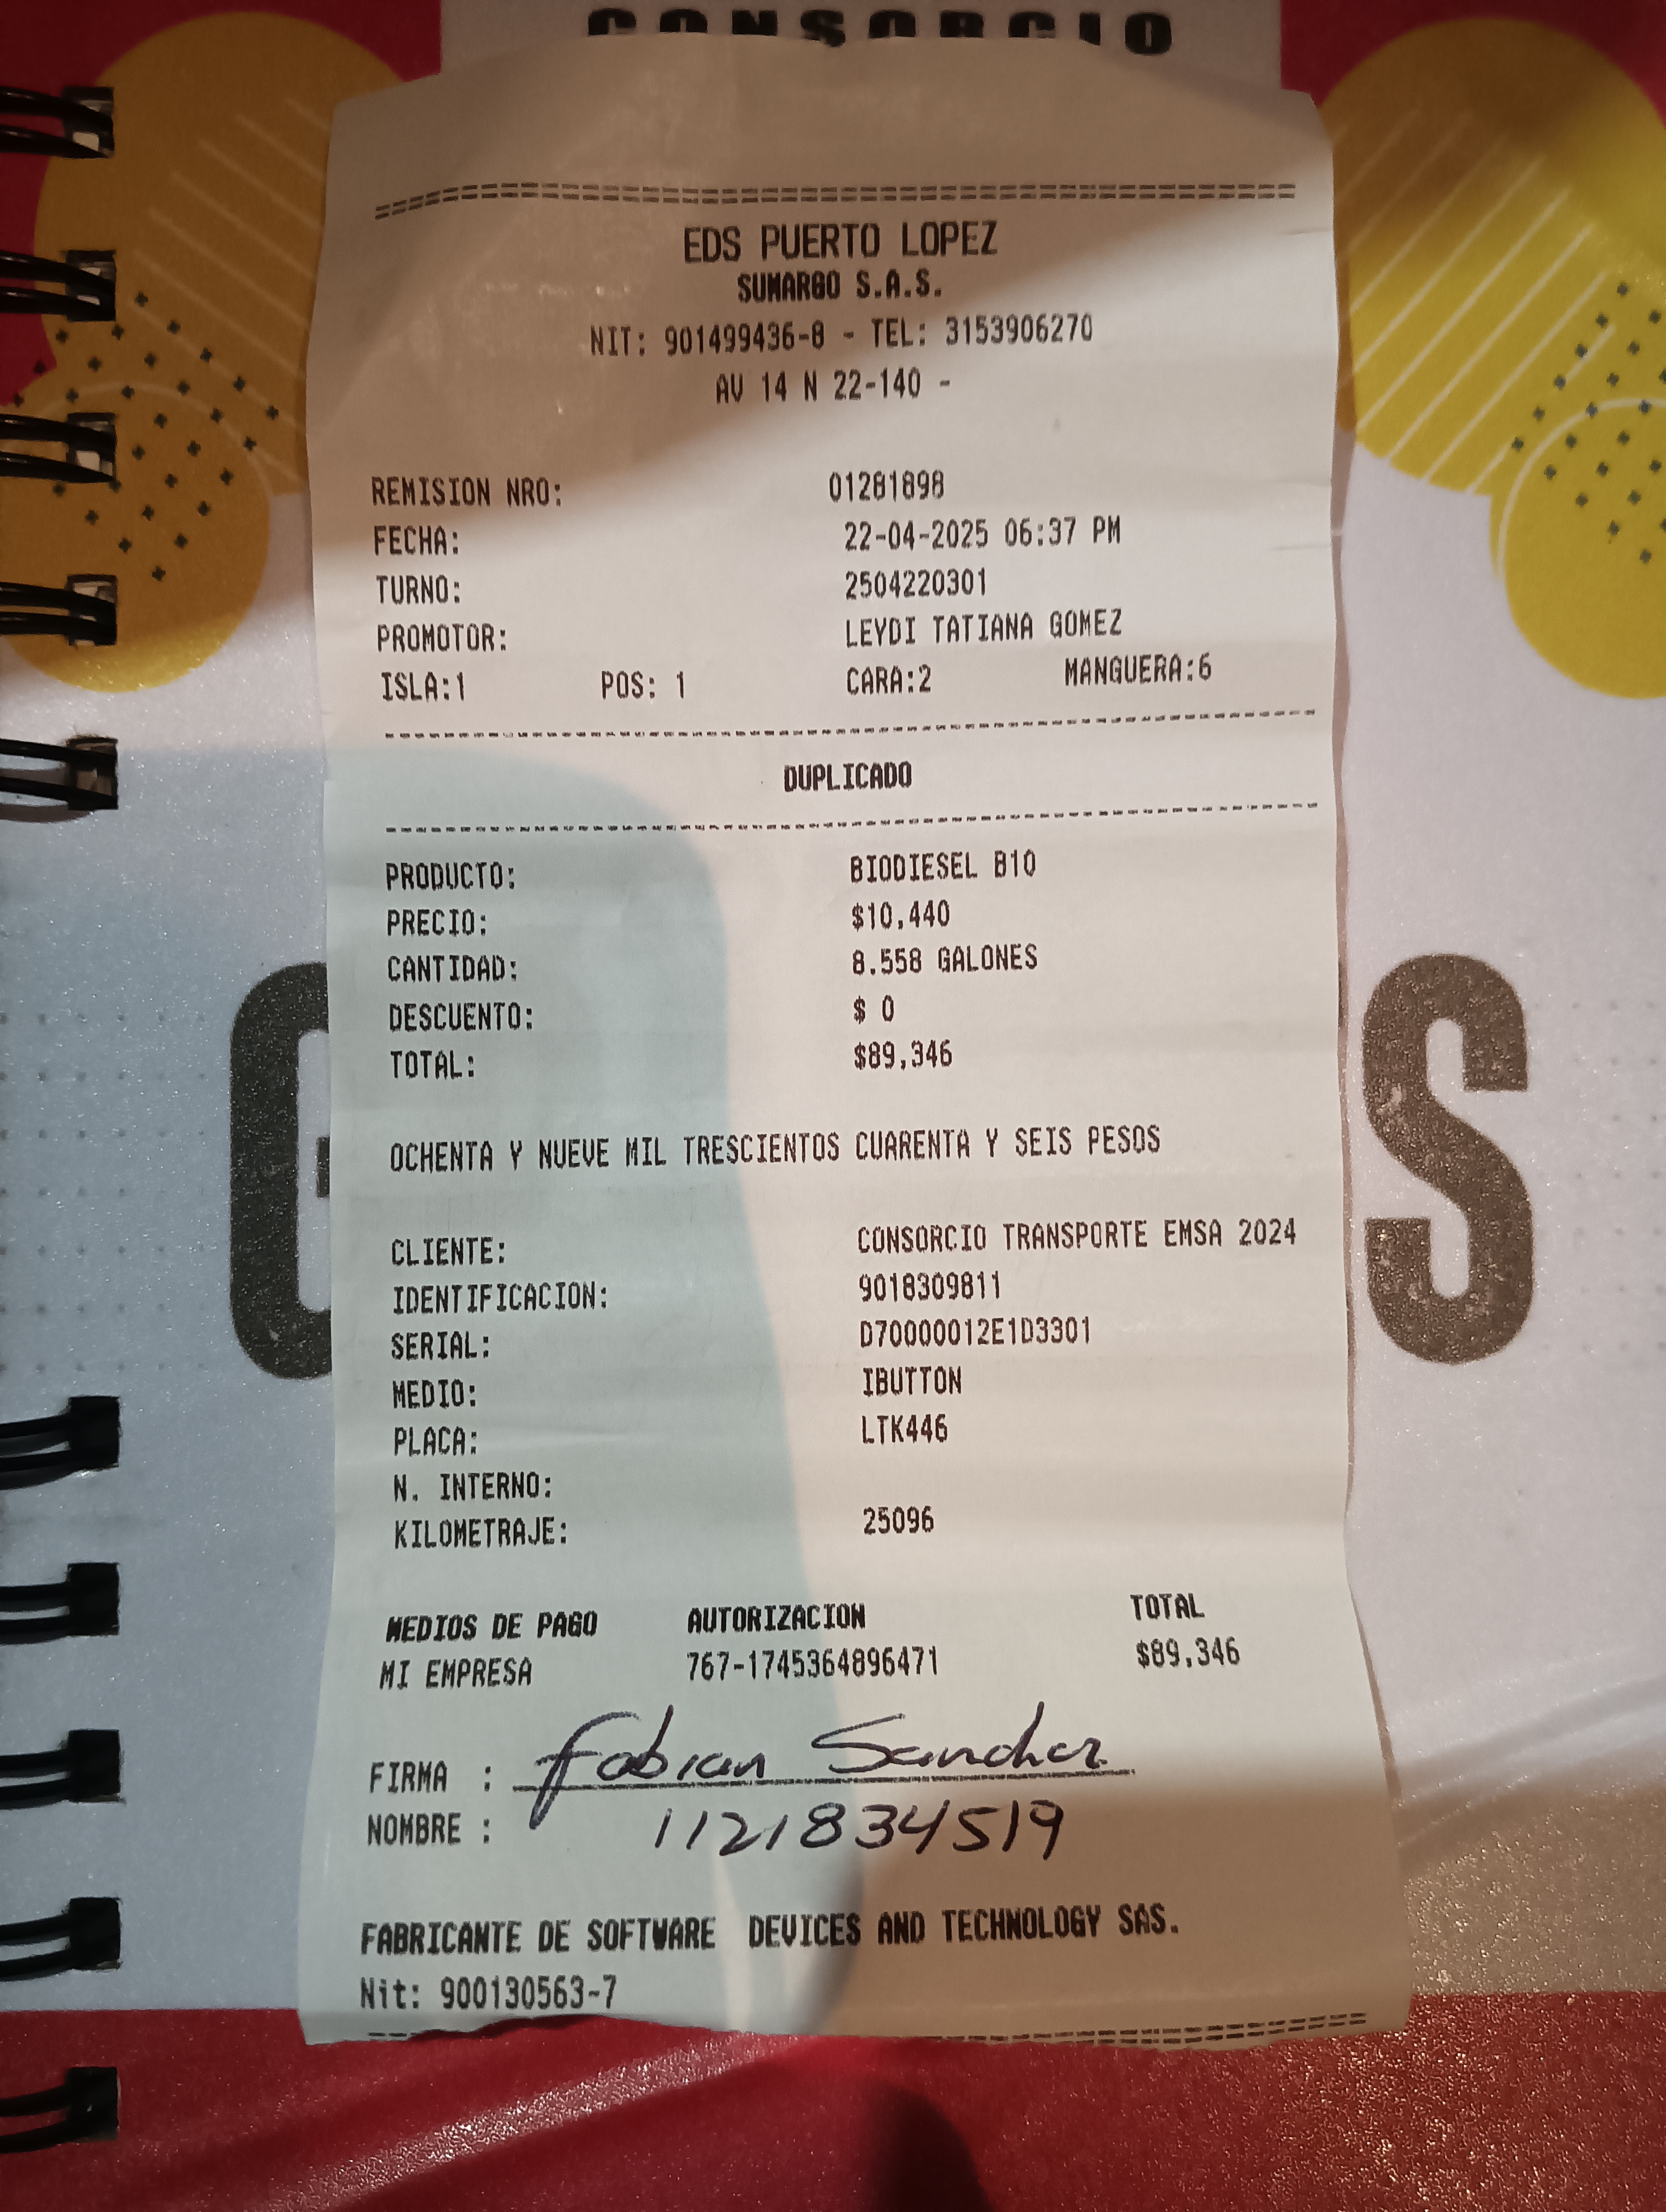 CONSORCIO
================================================
EDS PUERTO LOPEZ
SUMARGO S.A.S.
NIT: 901499436-8 - TEL: 3153906270
AV 14 N 22-140 -
REMISION NRO: 01281898
FECHA: 22-04-2025 06:37 PM
TURNO: 2504220301
PROMOTOR: LEYDI TATIANA GOMEZ
ISLA:1 POS: 1 CARA:2 MANGUERA:6
------------------------------------------------
DUPLICADO
------------------------------------------------
PRODUCTO: BIODIESEL B10
PRECIO: $10,440
CANTIDAD: 8.558 GALONES
DESCUENTO: $ 0
TOTAL: $89,346
OCHENTA Y NUEVE MIL TRESCIENTOS CUARENTA Y SEIS PESOS
CLIENTE: CONSORCIO TRANSPORTE EMSA 2024
IDENTIFICACION: 9018309811
SERIAL: D70000012E1D3301
MEDIO: IBUTTON
PLACA: LTK446
N. INTERNO:
KILOMETRAJE: 25096
MEDIOS DE PAGO AUTORIZACION TOTAL
MI EMPRESA 767-1745364896471 $89,346
FIRMA : Fabian Sanchez
NOMBRE : 1121834519
FABRICANTE DE SOFTWARE DEVICES AND TECHNOLOGY SAS.
Nit: 900130563-7
================================================
G S